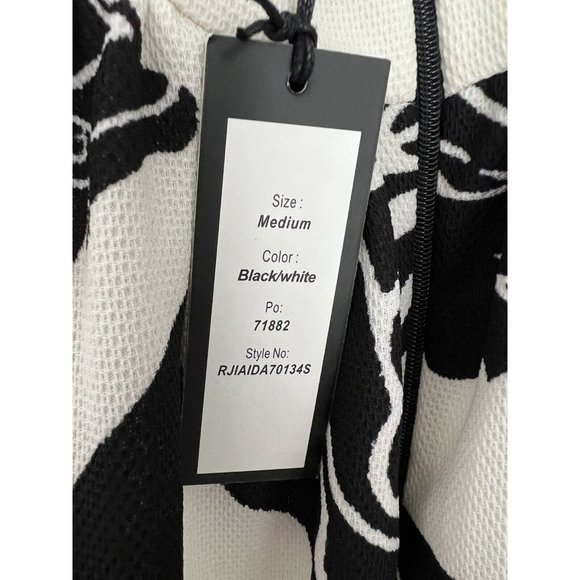 Size :
Medium
Color :
Black/white
Po:
71882
Style No:
RJIAIDA70134S